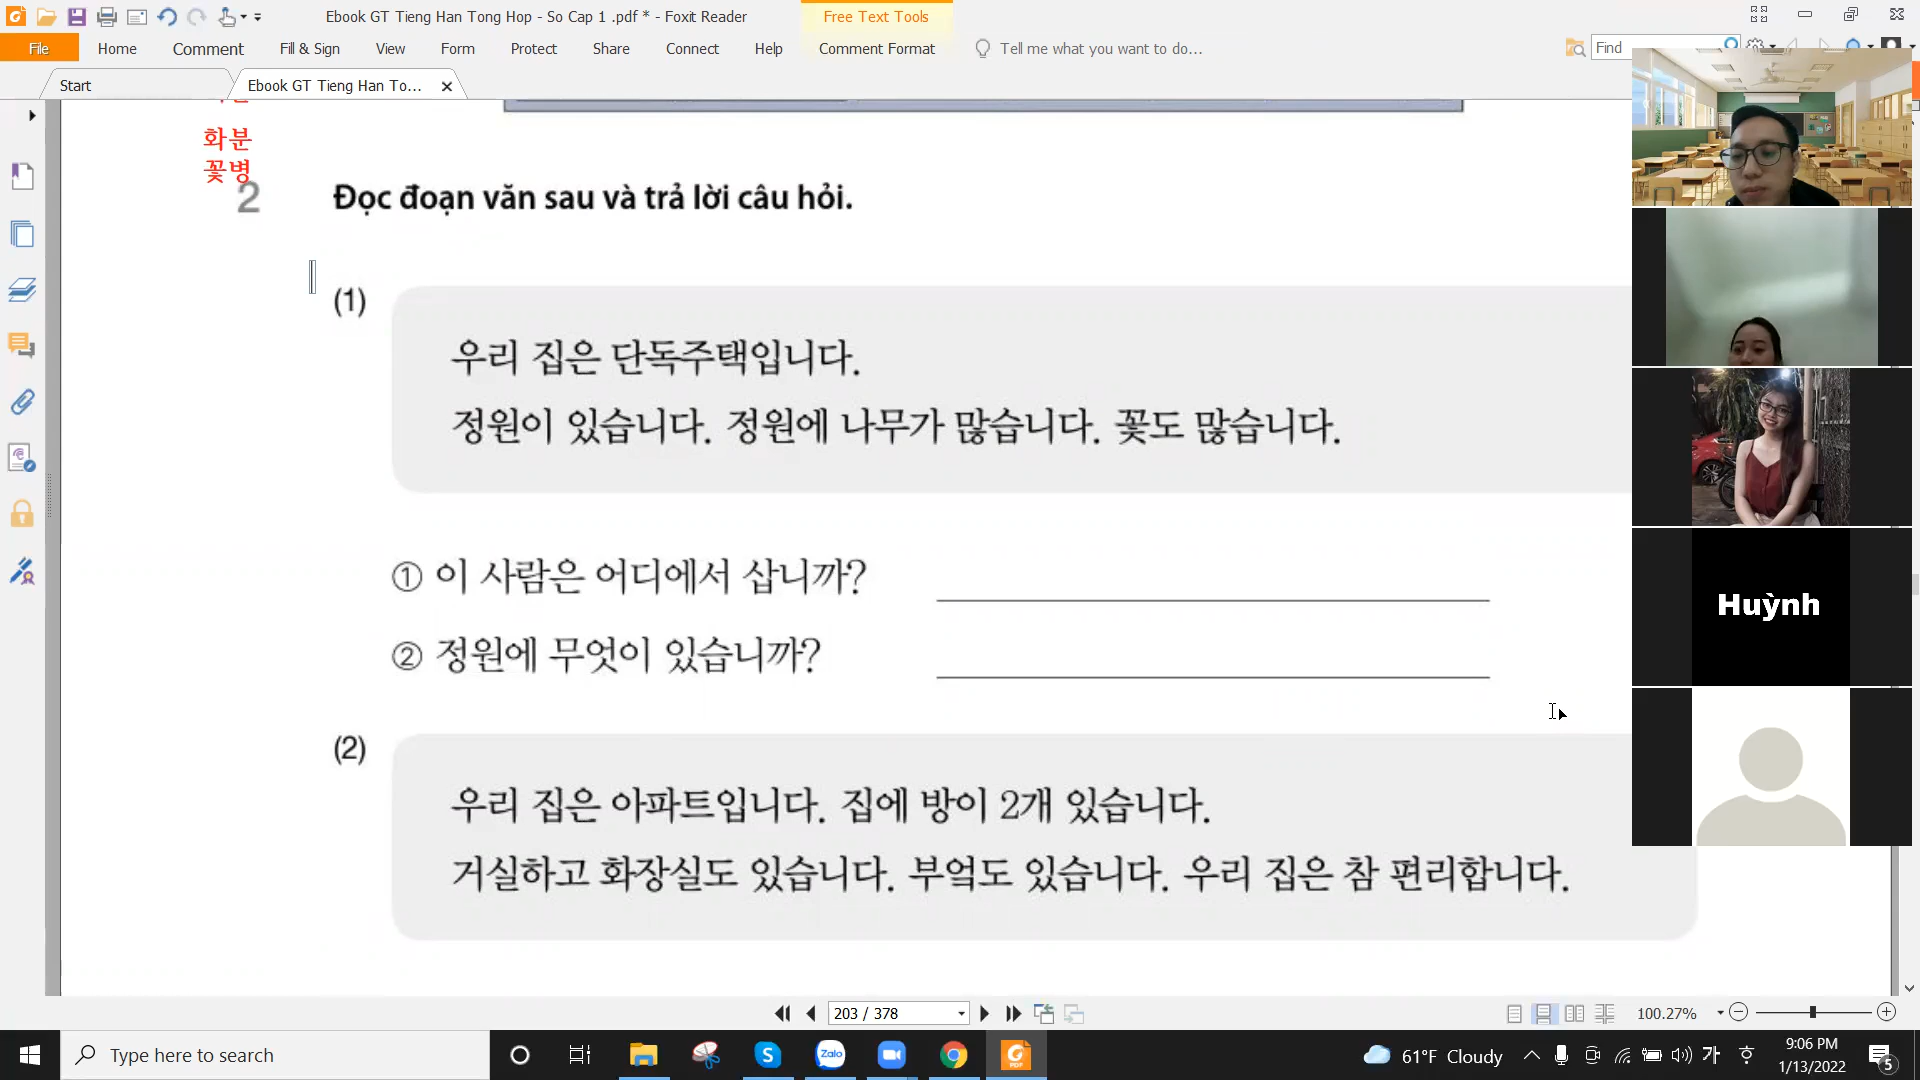 Ebook GT Tieng Han Tong Hop - So Cap 1 .pdf * - Foxit Reader
Free Text Tools
File Home Comment Fill & Sign View Form Protect Share Connect Help Comment Format Tell me what you want to do... Find
Start
Ebook GT Tieng Han To...
화분
꽃병
2 Đọc đoạn văn sau và trả lời câu hỏi.
(1)
우리 집은 단독주택입니다.
정원이 있습니다. 정원에 나무가 많습니다. 꽃도 많습니다.
① 이 사람은 어디에서 삽니까?
② 정원에 무엇이 있습니까?
(2)
우리 집은 아파트입니다. 집에 방이 2개 있습니다.
거실하고 화장실도 있습니다. 부엌도 있습니다. 우리 집은 참 편리합니다.
Huỳnh
203 / 378
100.27%
Type here to search
Zalo
PDF
61°F Cloudy
가
9:06 PM
1/13/2022
5